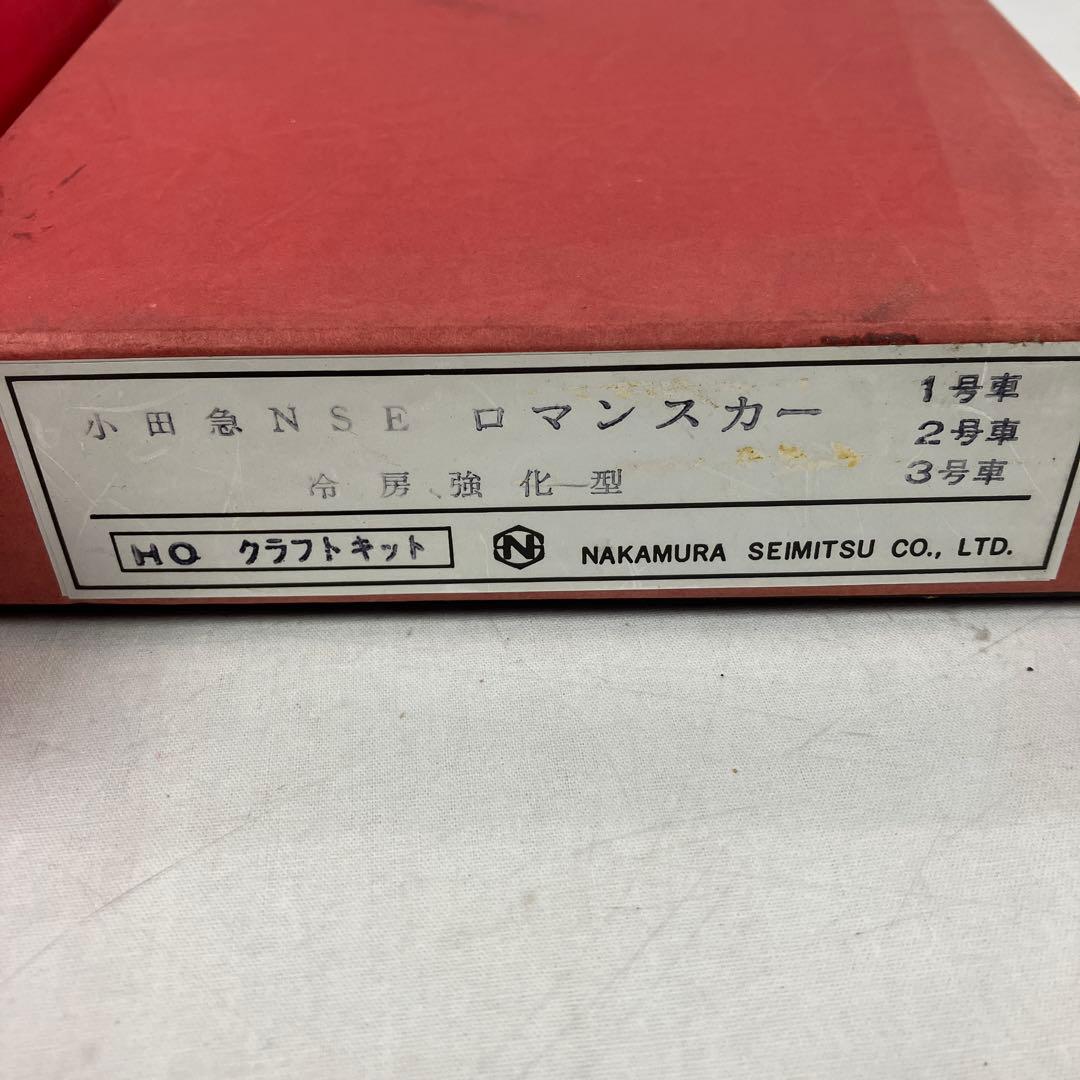 小田急NSE ロマンスカー 1号車
2号車
冷房強化型 3号車
HO クラフトキット N NAKAMURA SEIMITSU CO., LTD.